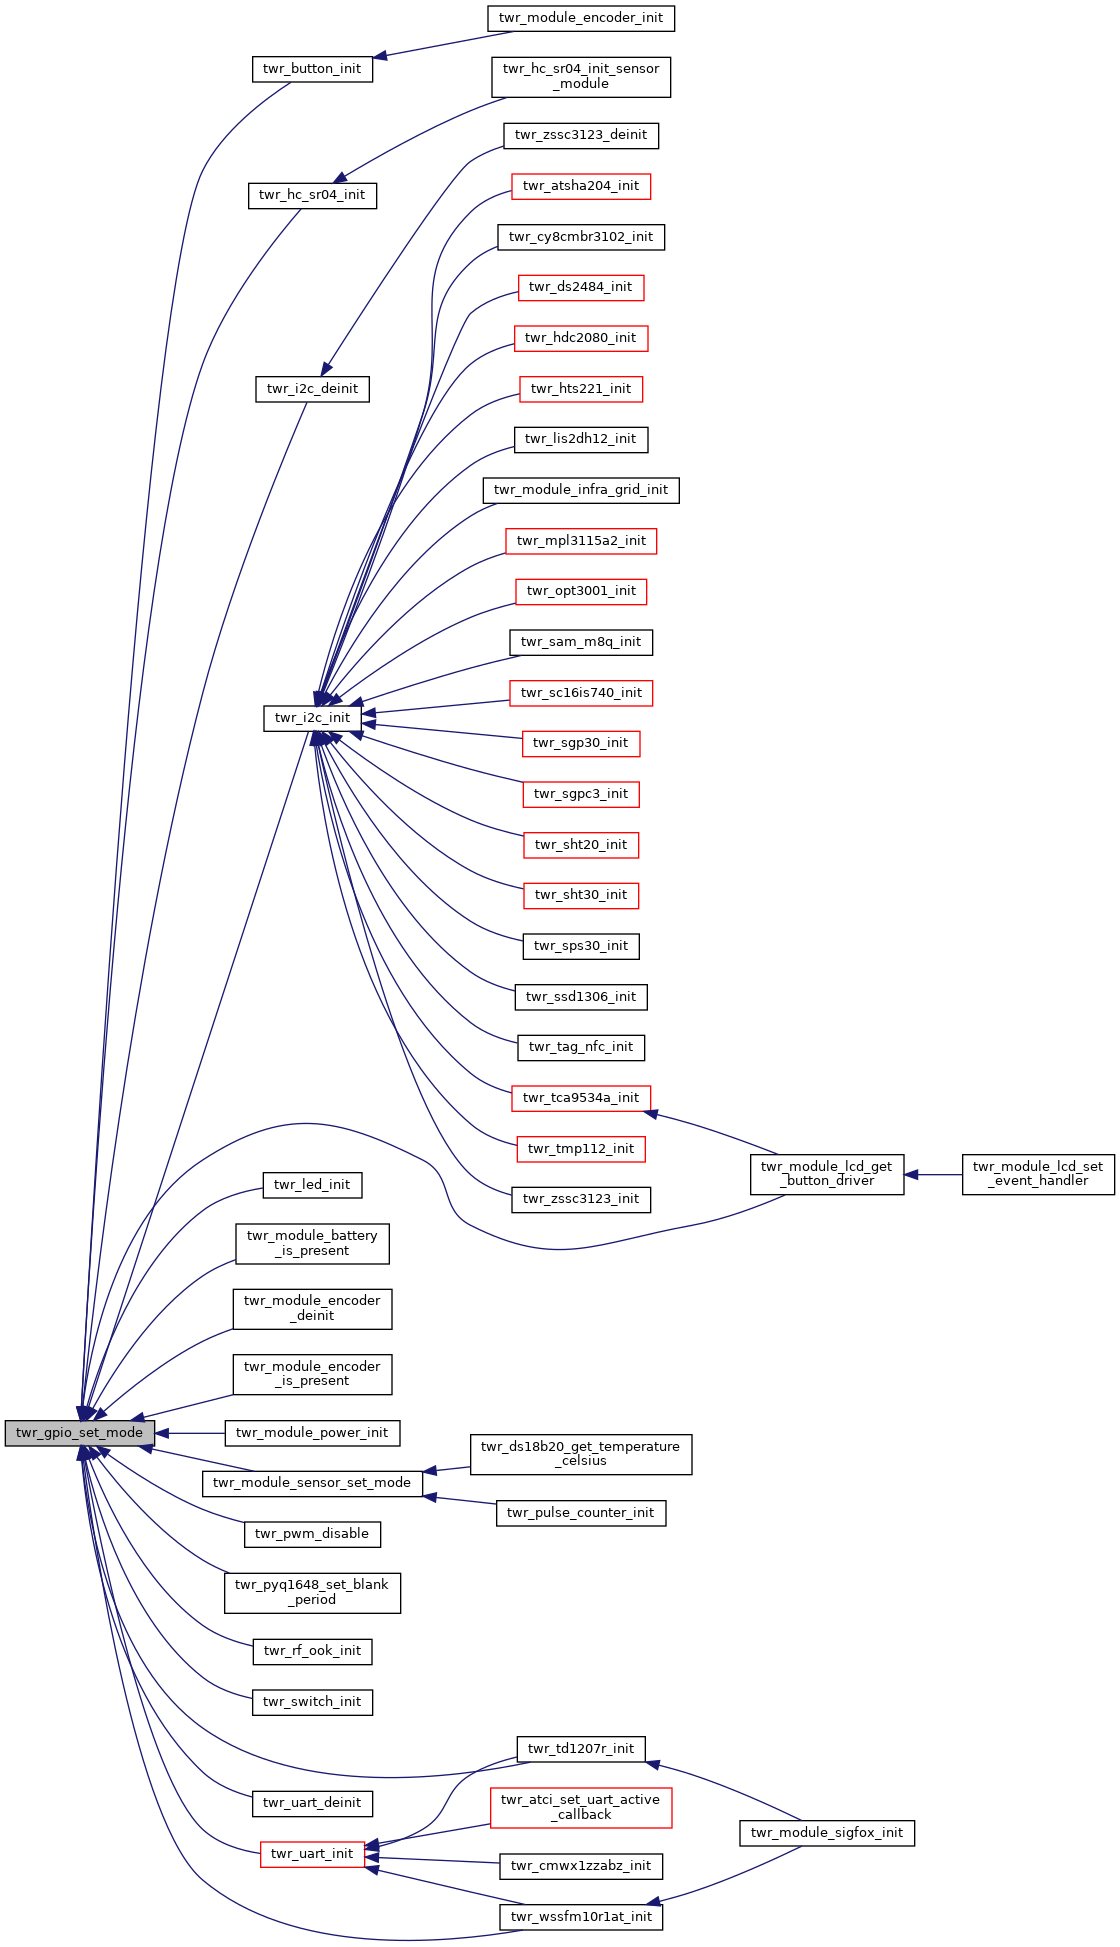 twr_module_encoder_init
twr_button_init
twr_hc_sr04_init_sensor
_module
twr_zssc3123_deinit
twr_atsha204_init
twr_hc_sr04_init
twr_cy8cmbr3102_init
twr_ds2484_init
twr_hdc2080_init
twr_i2c_deinit
twr_hts221_init
twr_lis2dh12_init
twr_module_infra_grid_init
twr_mpl3115a2_init
twr_opt3001_init
twr_sam_m8q_init
twr_sc16is740_init
twr_i2c_init
twr_sgp30_init
twr_sgpc3_init
twr_sht20_init
twr_sht30_init
twr_sps30_init
twr_ssd1306_init
twr_tag_nfc_init
twr_tca9534a_init
twr_tmp112_init
twr_module_lcd_get
_button_driver
twr_module_lcd_set
_event_handler
twr_led_init
twr_zssc3123_init
twr_module_battery
_is_present
twr_module_encoder
_deinit
twr_module_encoder
_is_present
twr_gpio_set_mode
twr_module_power_init
twr_ds18b20_get_temperature
_celsius
twr_module_sensor_set_mode
twr_pulse_counter_init
twr_pwm_disable
twr_pyq1648_set_blank
_period
twr_rf_ook_init
twr_switch_init
twr_td1207r_init
twr_uart_deinit
twr_atci_set_uart_active
_callback
twr_module_sigfox_init
twr_uart_init
twr_cmwx1zzabz_init
twr_wssfm10r1at_init